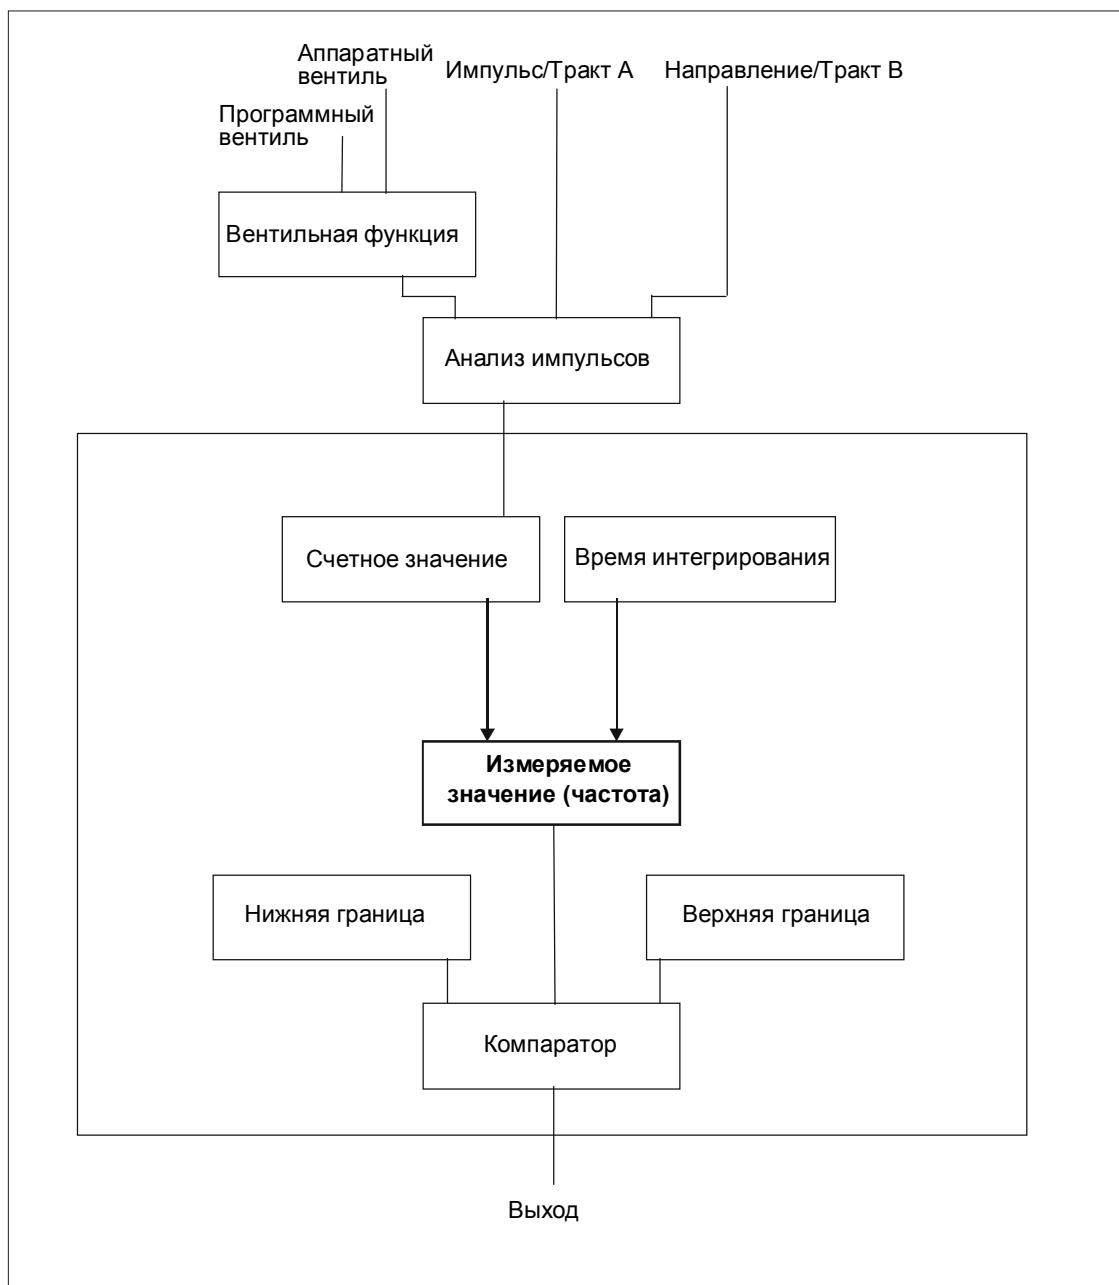 Аппаратный
вентиль
Импульс/Тракт А
Направление/Тракт В
Программный
вентиль
Вентильная функция
Анализ импульсов
Счетное значение
Время интегрирования
Измеряемое
значение (частота)
Нижняя граница
Верхняя граница
Компаратор
Выход